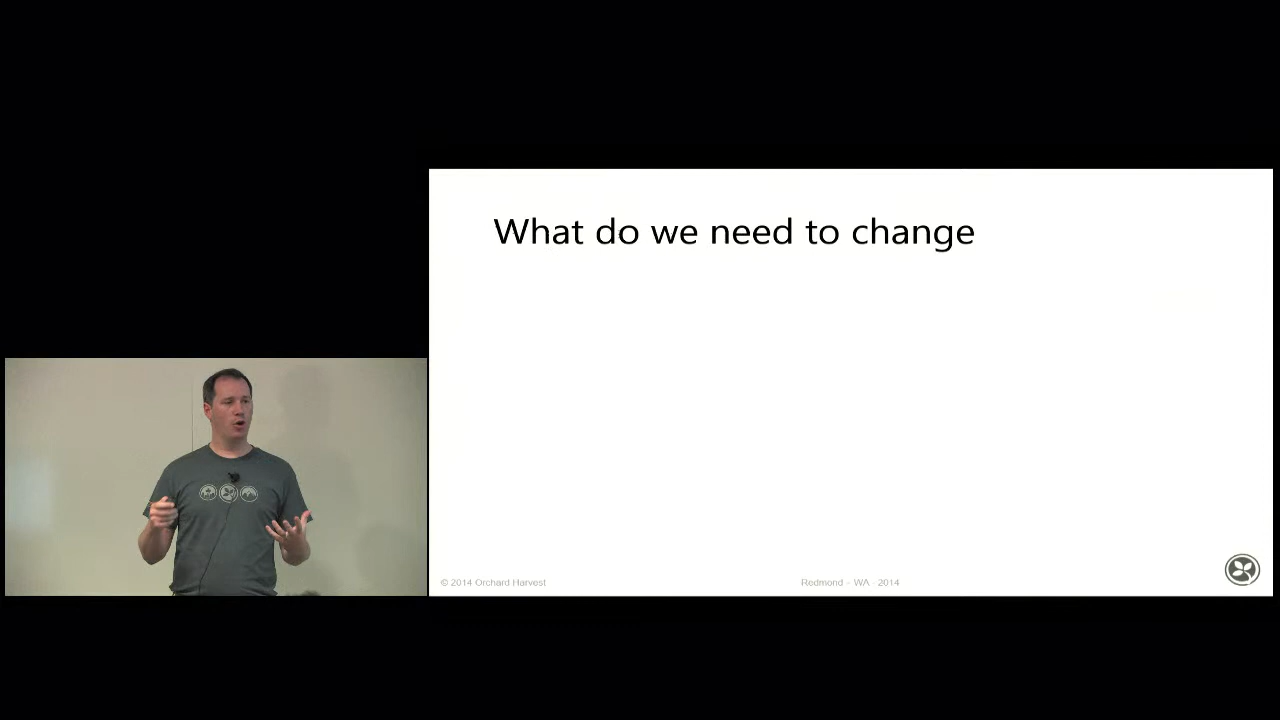 What do we need to change
© 2014 Orchard Harvest
Redmond - WA - 2014